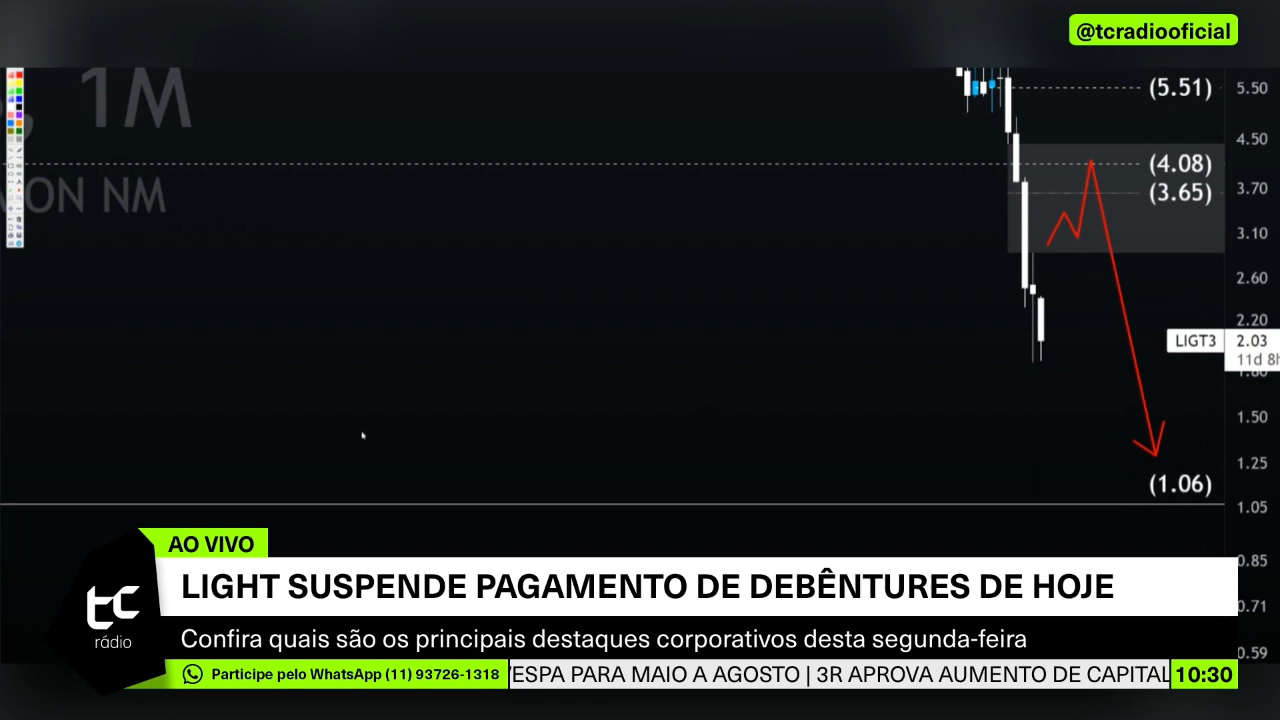 @tcradiooficial
, 1M
ON NM
(5.51)
(4.08)
(3.65)
(1.06)
5.50
4.50
3.70
3.10
2.60
2.20
LIGT3
2.03
11d 8h
1.50
1.25
1.05
0.85
0.71
0.59
AO VIVO
LIGHT SUSPENDE PAGAMENTO DE DEBÊNTURES DE HOJE
tc
rádio
Confira quais são os principais destaques corporativos desta segunda-feira
Participe pelo WhatsApp (11) 93726-1318
ESPA PARA MAIO A AGOSTO | 3R APROVA AUMENTO DE CAPITAL
10:30